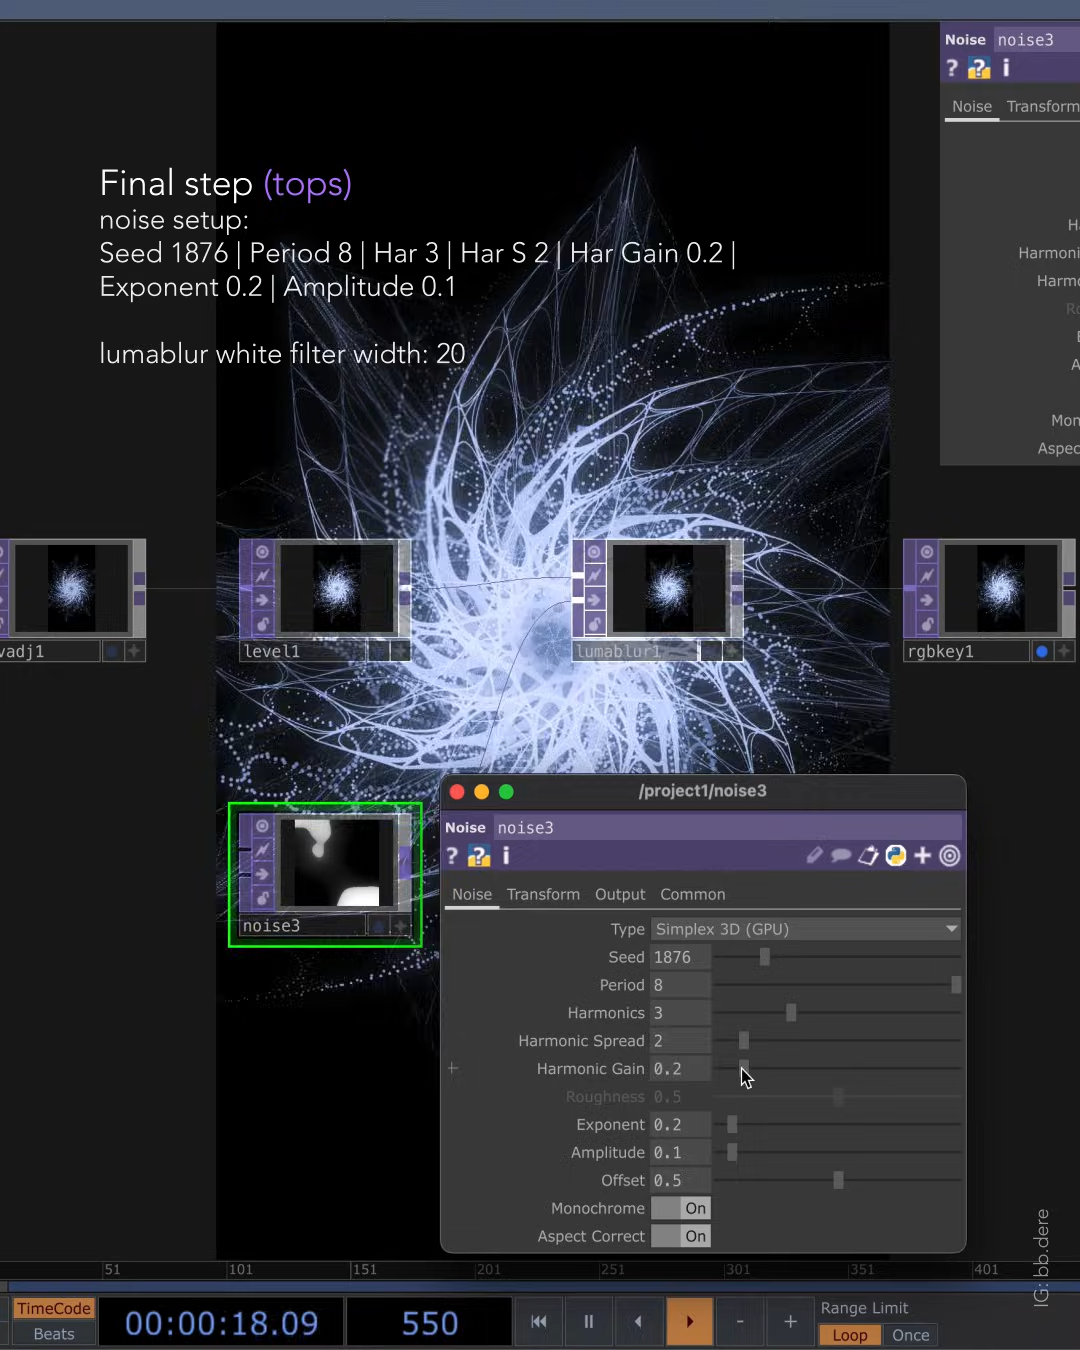 Noise noise3
? ? i
Noise Transform
Final step (tops)
noise setup:
Seed 1876 | Period 8 | Har 3 | Har S 2 | Har Gain 0.2 |
Exponent 0.2 | Amplitude 0.1
lumablur white filter width: 20
Ha
Harmoni
Harmo
Ro
E
A
Mon
Aspec
vadj1
level1
lumablur1
rgbkey1
noise3
/project1/noise3
Noise noise3
? ? i
Noise Transform Output Common
Type Simplex 3D (GPU)
Seed 1876
Period 8
Harmonics 3
Harmonic Spread 2
Harmonic Gain 0.2
Roughness 0.5
Exponent 0.2
Amplitude 0.1
Offset 0.5
Monochrome On
Aspect Correct On
IG: bb.dere
51 101 151 201 251 301 351 401
TimeCode
Beats
00:00:18.09
550
- +
Range Limit
Loop Once